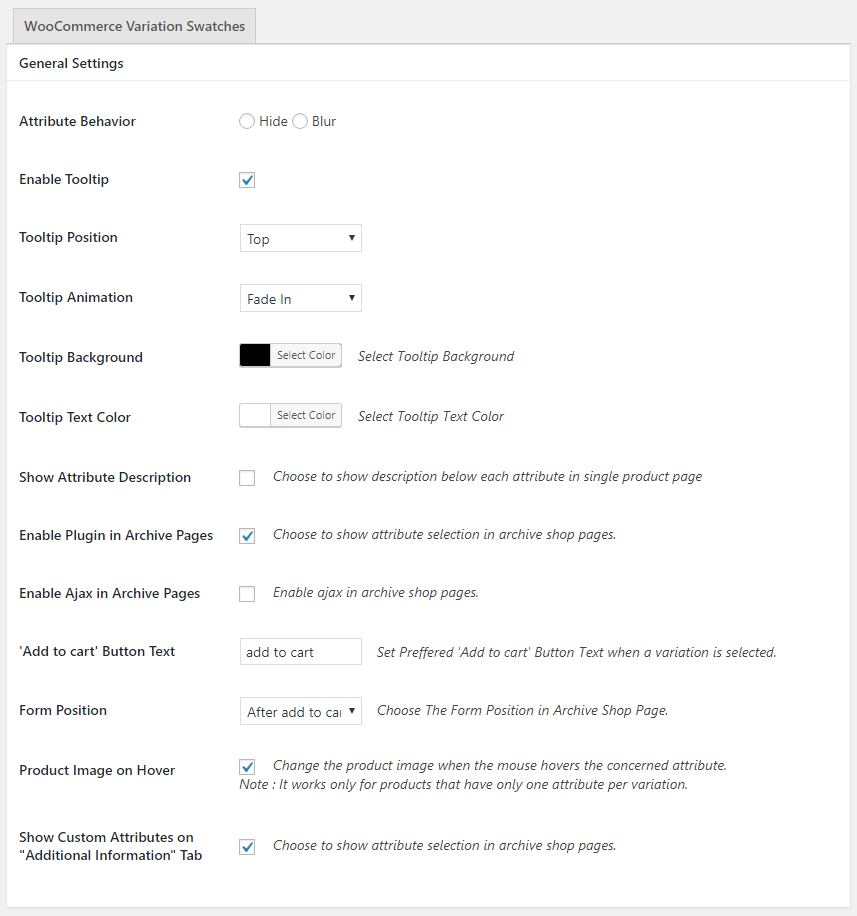 WooCommerce Variation Swatches
General Settings
Attribute Behavior
Hide Blur
Enable Tooltip
Tooltip Position
Top
Tooltip Animation
Fade In
Tooltip Background
Select Color
Select Tooltip Background
Tooltip Text Color
Select Color
Select Tooltip Text Color
Show Attribute Description
Choose to show description below each attribute in single product page
Enable Plugin in Archive Pages
Choose to show attribute selection in archive shop pages.
Enable Ajax in Archive Pages
Enable ajax in archive shop pages.
'Add to cart' Button Text
add to cart
Set Preffered 'Add to cart' Button Text when a variation is selected.
Form Position
After add to car
Choose The Form Position in Archive Shop Page.
Product Image on Hover
Change the product image when the mouse hovers the concerned attribute.
Note : It works only for products that have only one attribute per variation.
Show Custom Attributes on
"Additional Information" Tab
Choose to show attribute selection in archive shop pages.